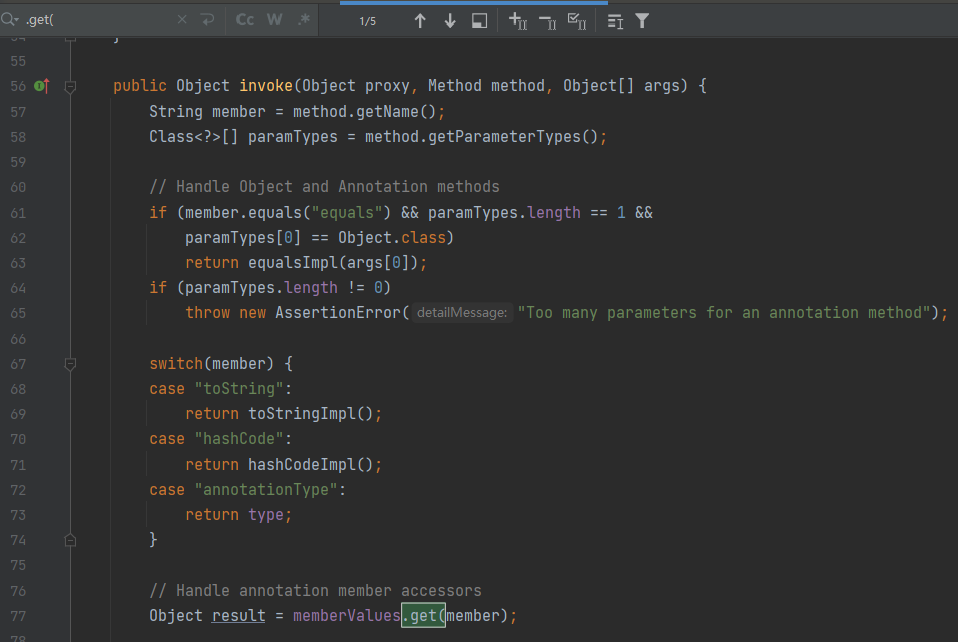 .get(
Cc W .* 1/5
54 }
55
56 public Object invoke(Object proxy, Method method, Object[] args) {
57 String member = method.getName();
58 Class<?>[] paramTypes = method.getParameterTypes();
59
60 // Handle Object and Annotation methods
61 if (member.equals("equals") && paramTypes.length == 1 &&
62 paramTypes[0] == Object.class)
63 return equalsImpl(args[0]);
64 if (paramTypes.length != 0)
65 throw new AssertionError( detailMessage: "Too many parameters for an annotation method");
66
67 switch(member) {
68 case "toString":
69 return toStringImpl();
70 case "hashCode":
71 return hashCodeImpl();
72 case "annotationType":
73 return type;
74 }
75
76 // Handle annotation member accessors
77 Object result = memberValues.get(member);
78